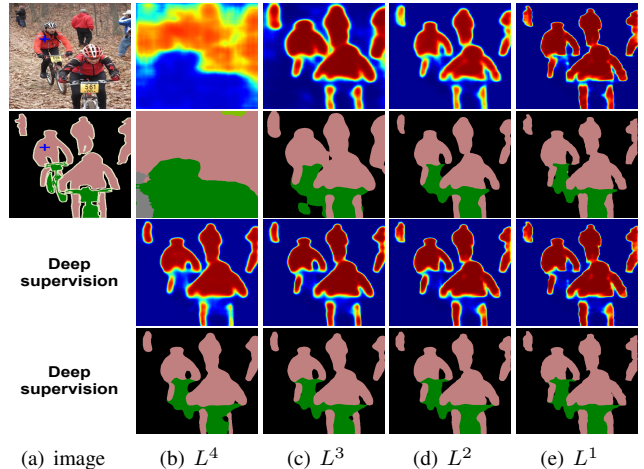 Deep
supervision
Deep
supervision
(a) image
(b) L⁴
(c) L³
(d) L²
(e) L¹